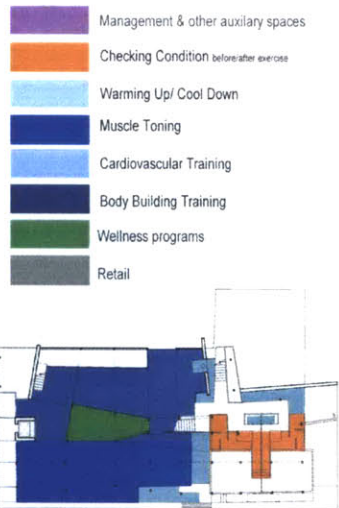 Management & other auxilary spaces
Checking Condition before/after exercise
Warming Up/ Cool Down
Muscle Toning
Cardiovascular Training
Body Building Training
Wellness programs
Retail